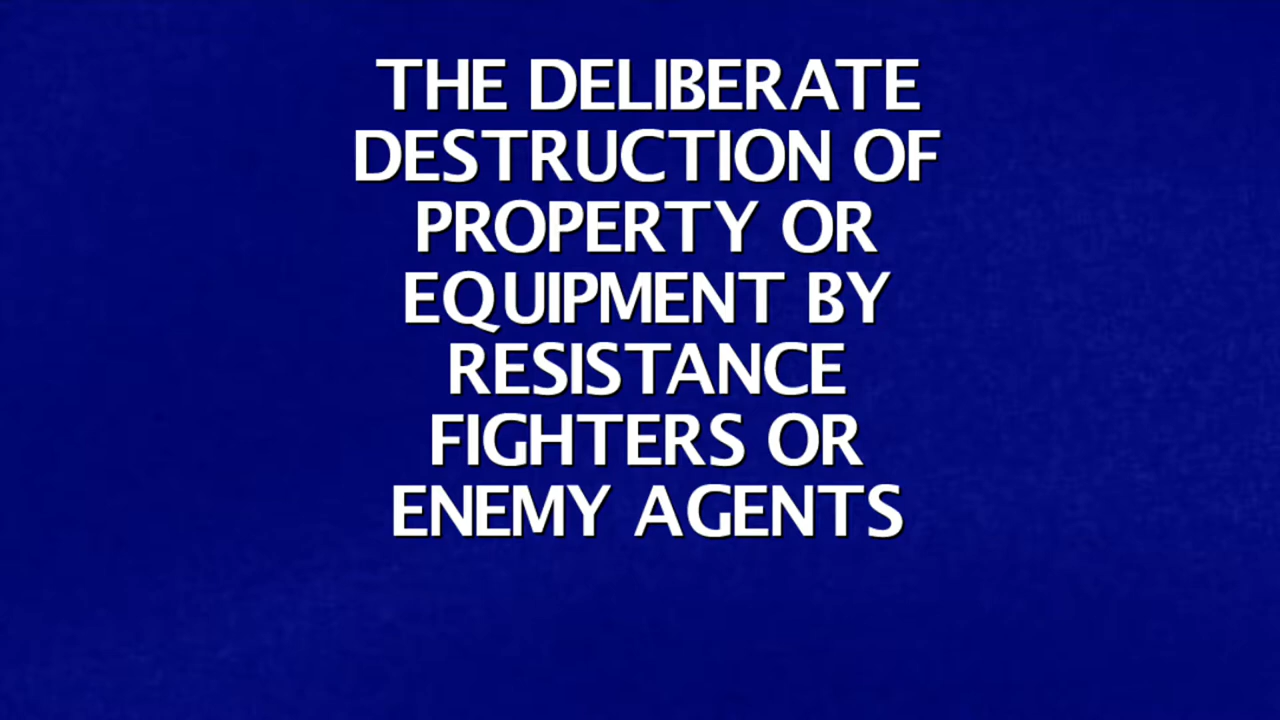 THE DELIBERATE
DESTRUCTION OF
PROPERTY OR
EQUIPMENT BY
RESISTANCE
FIGHTERS OR
ENEMY AGENTS